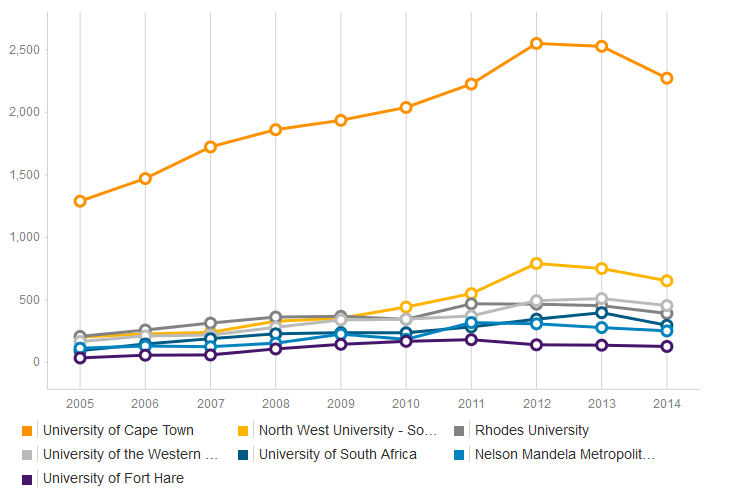 2,500
2,000
1,500
1,000
500
0
2005 2006 2007 2008 2009 2010 2011 2012 2013 2014
University of Cape Town North West University - So... Rhodes University
University of the Western ... University of South Africa Nelson Mandela Metropolit...
University of Fort Hare